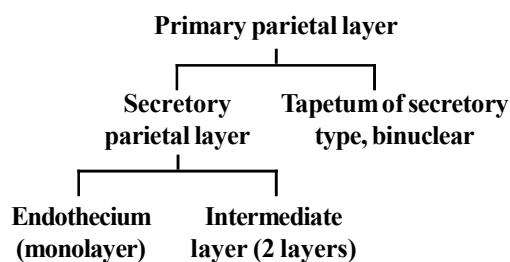 Primary parietal layer
Secretory
parietal layer
Tapetum of secretory
type, binuclear
Endothecium
(monolayer)
Intermediate
layer (2 layers)